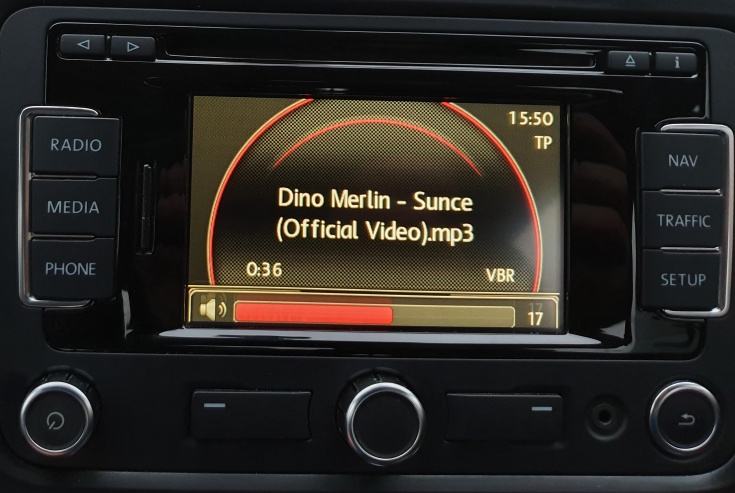 RADIO
MEDIA
PHONE
15:50
TP
Dino Merlin - Sunce
(Official Video).mp3
0:36
VBR
17
i
NAV
TRAFFIC
SETUP